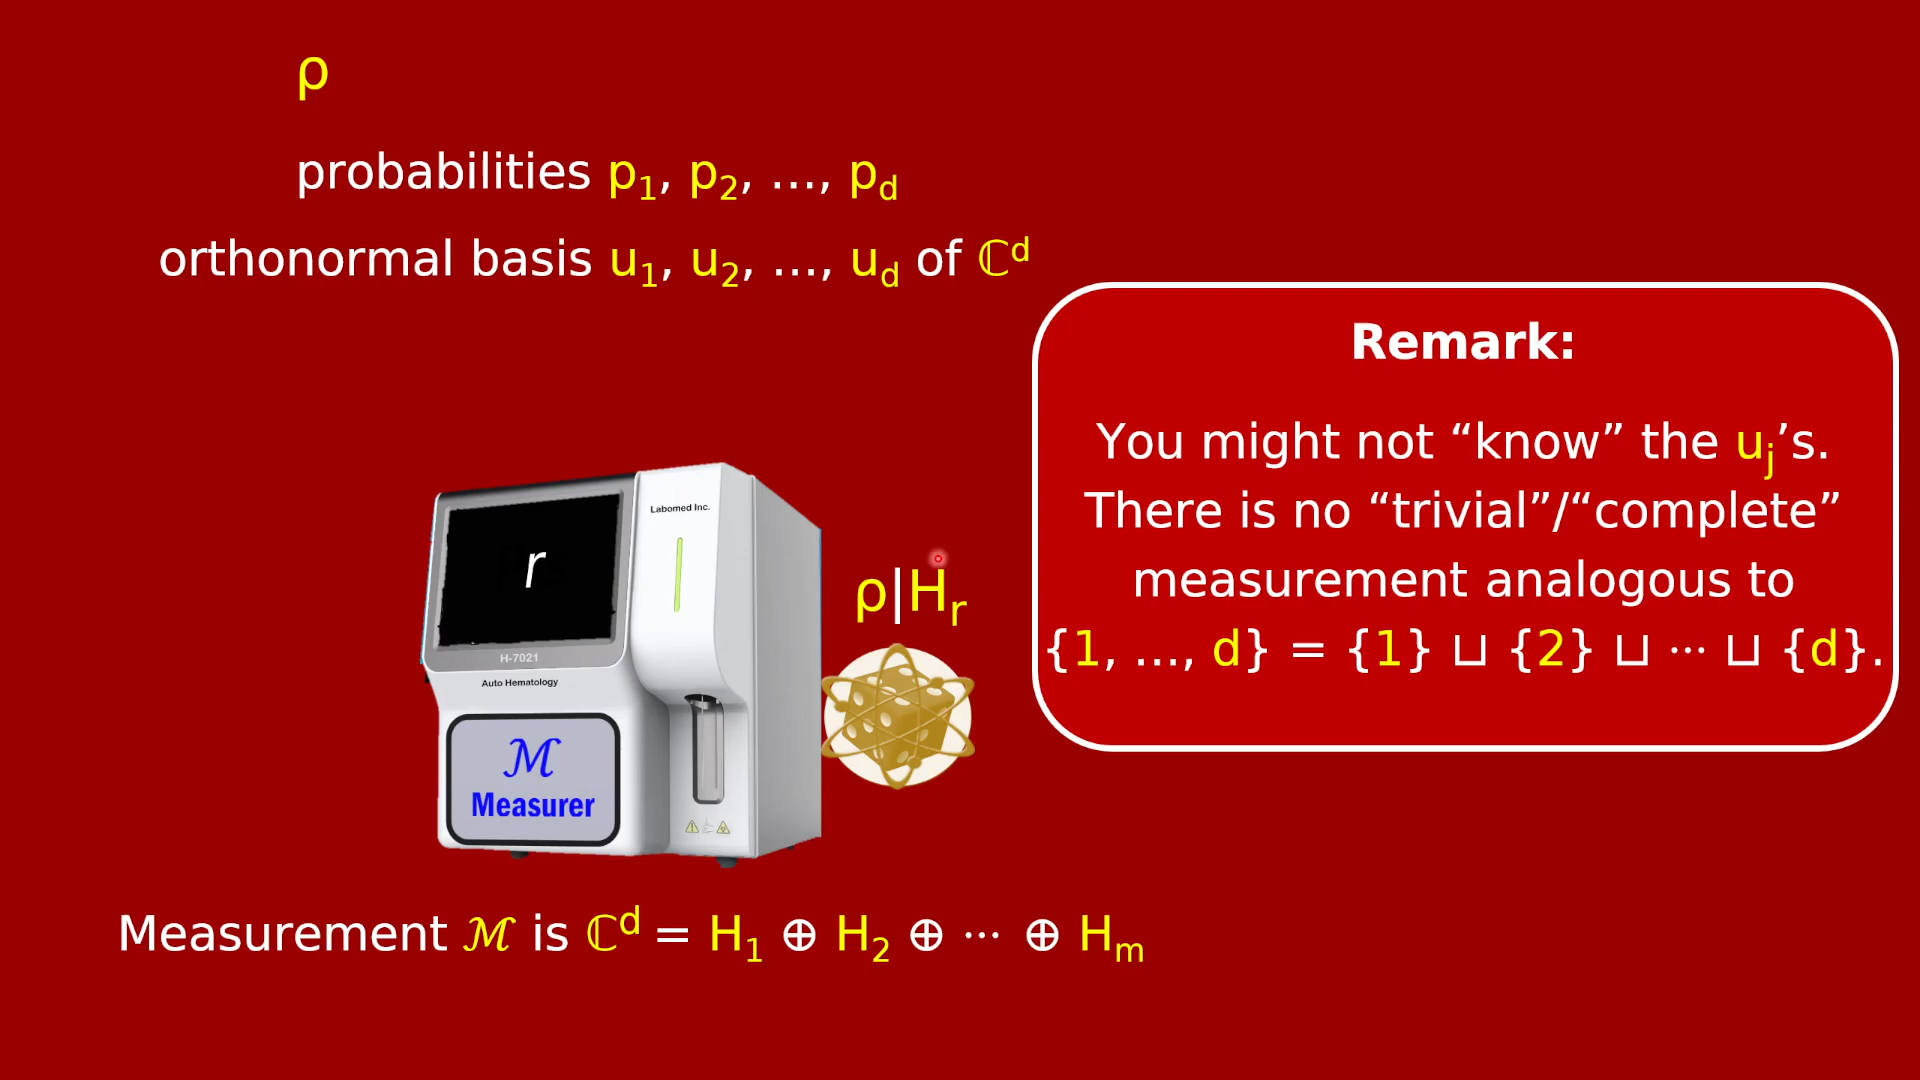 ρ
probabilities p₁, p₂, ..., p_d
orthonormal basis u₁, u₂, ..., u_d of ℂᵈ
Remark:
You might not “know” the u_j’s.
There is no “trivial”/“complete”
measurement analogous to
{1, ..., d} = {1} ⊔ {2} ⊔ ⋯ ⊔ {d}.
Labomed Inc.
r
ρ|H_r
H-7021
Auto Hematology
ℳ
Measurer
Measurement ℳ is ℂᵈ = H₁ ⊕ H₂ ⊕ ⋯ ⊕ H_m